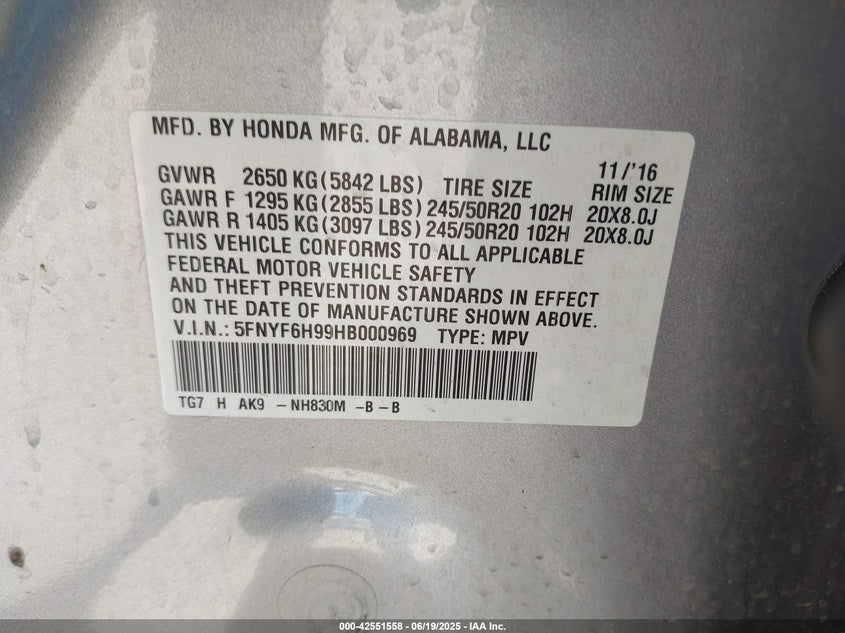 MFD. BY HONDA MFG. OF ALABAMA, LLC
11/'16
GVWR 2650 KG(5842 LBS) TIRE SIZE RIM SIZE
GAWR F 1295 KG(2855 LBS)245/50R20 102H 20X8.0J
GAWR R 1405 KG(3097 LBS)245/50R20 102H 20X8.0J
THIS VEHICLE CONFORMS TO ALL APPLICABLE
FEDERAL MOTOR VEHICLE SAFETY
AND THEFT PREVENTION STANDARDS IN EFFECT
ON THE DATE OF MANUFACTURE SHOWN ABOVE.
V.I.N.: 5FNYF6H99HB000969 TYPE: MPV
TG7 H AK9 -NH830M -B-B
000-42551558 - 06/19/2025 - IAA Inc.